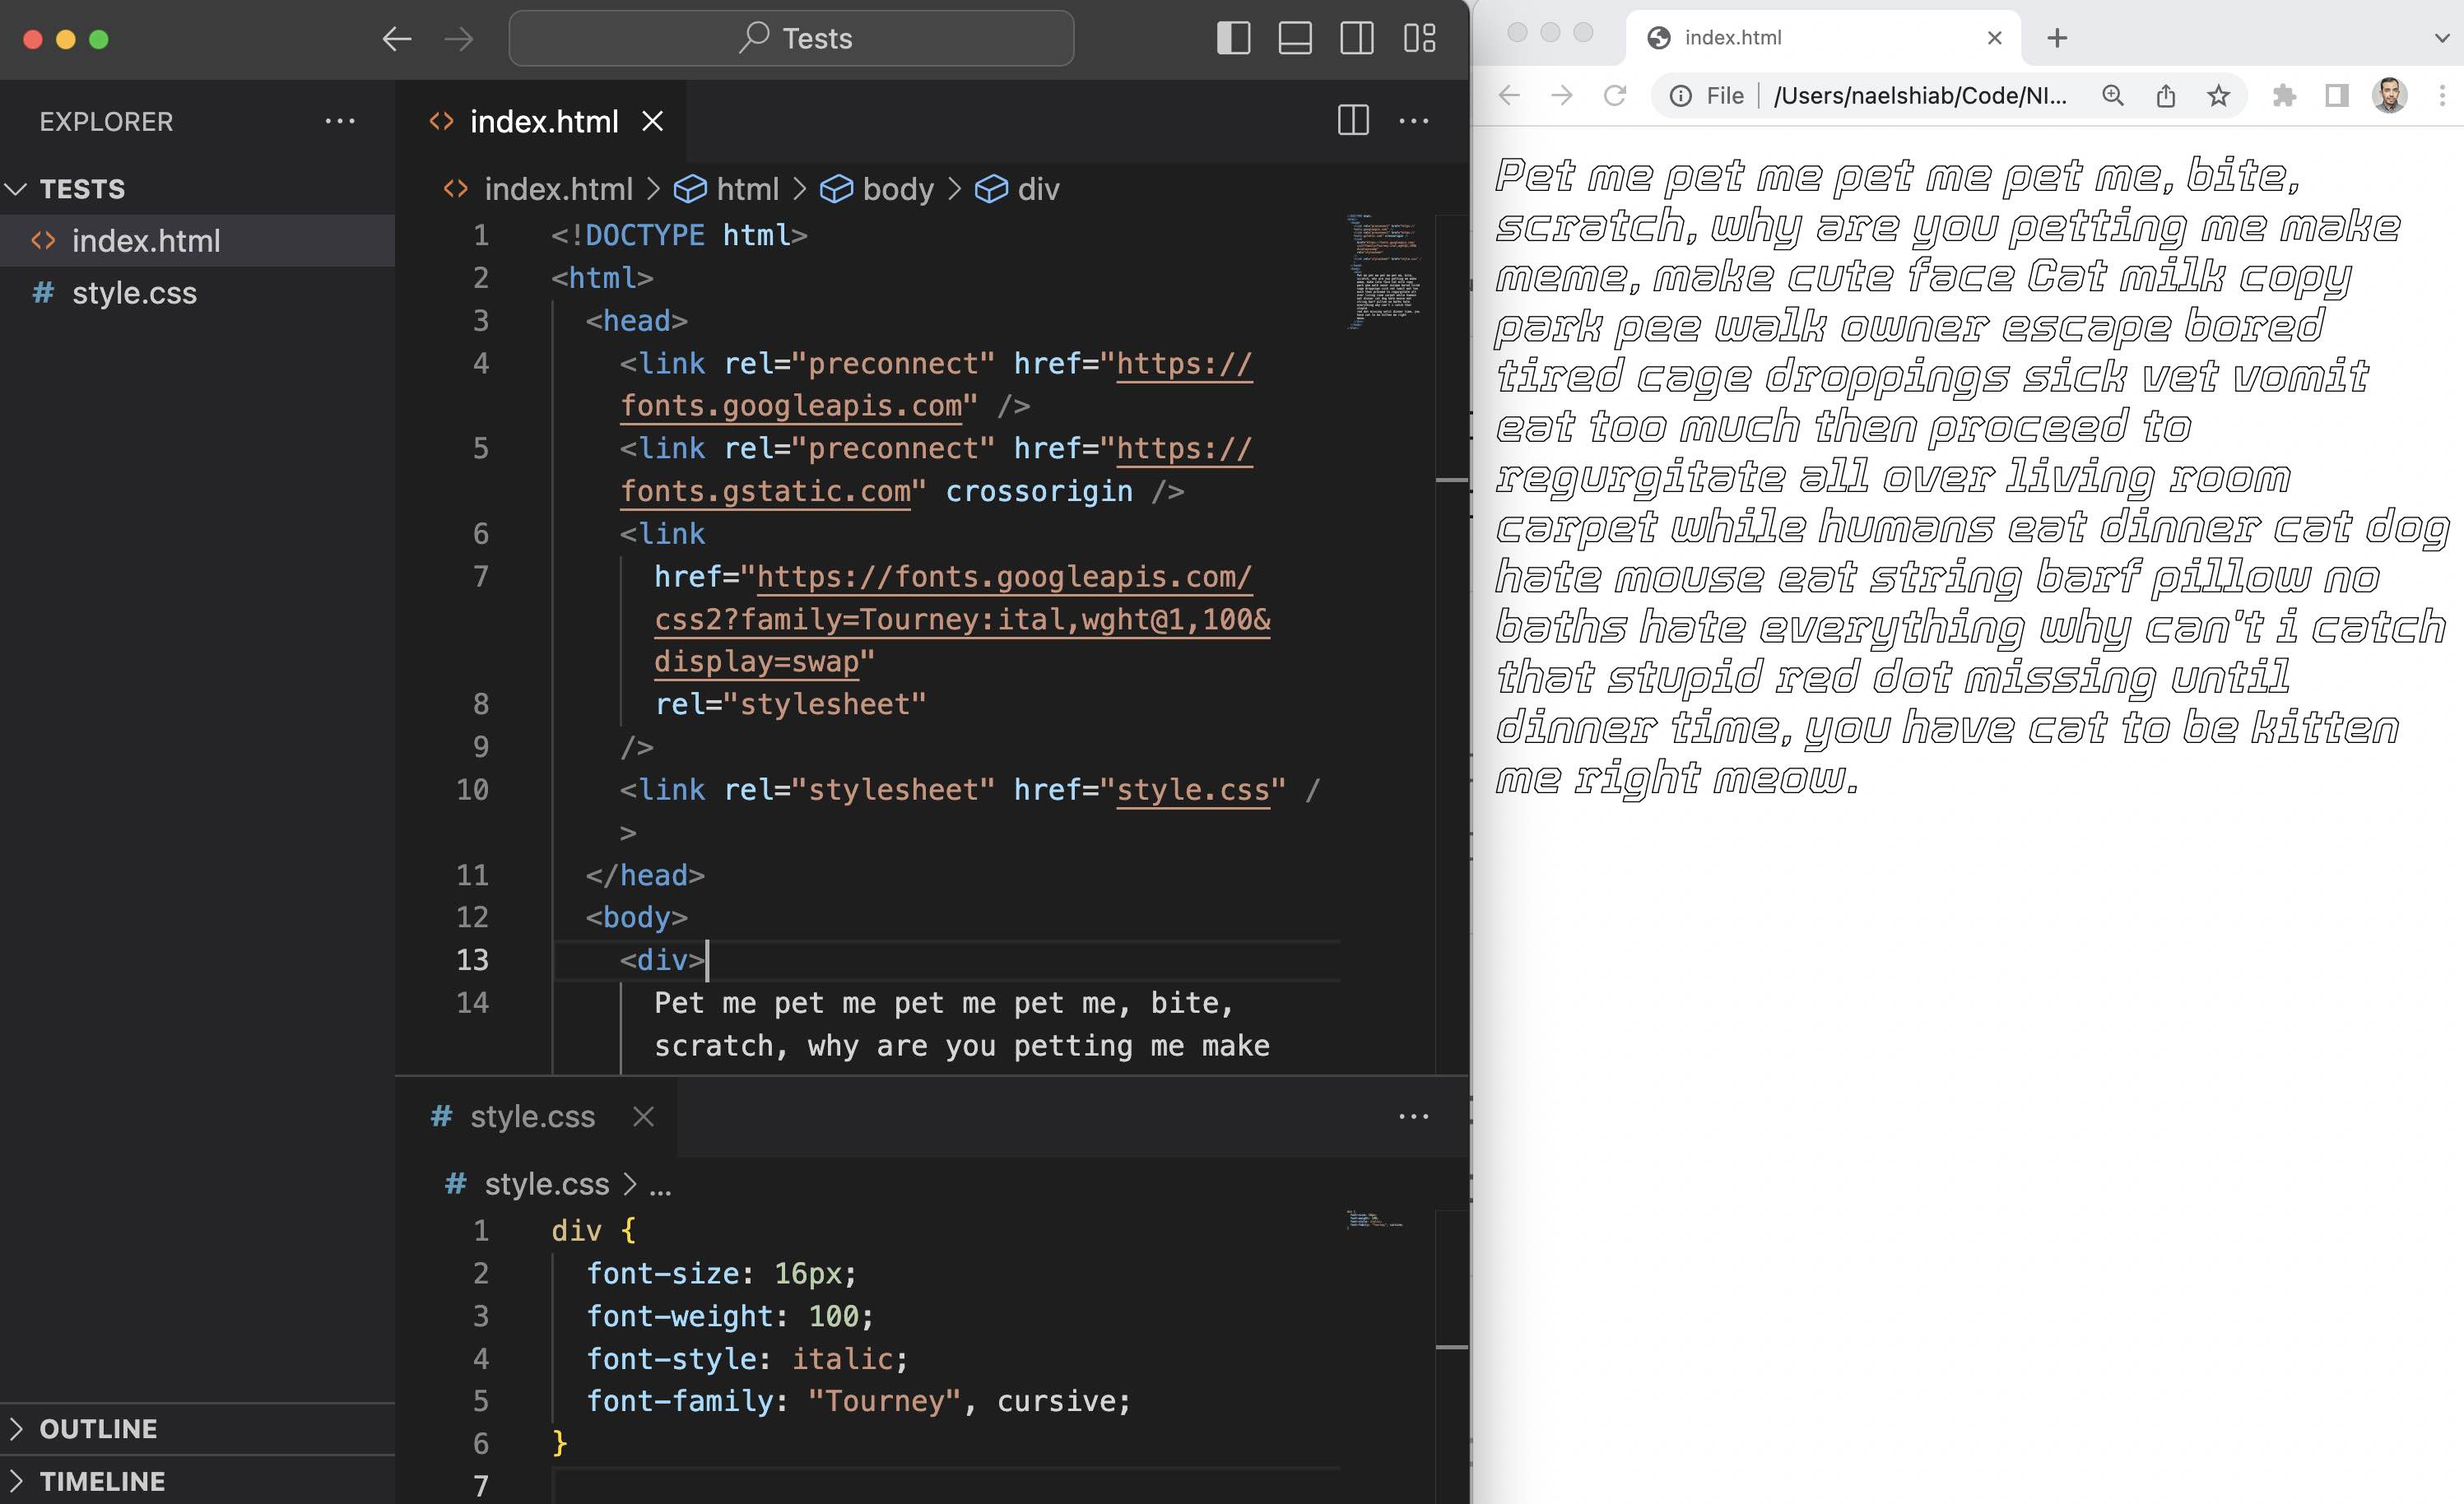 Tests
EXPLORER
TESTS
index.html
style.css
OUTLINE
TIMELINE
index.html
index.html > html > body > div
1 <!DOCTYPE html>
2 <html>
3 <head>
4 <link rel="preconnect" href="https://
fonts.googleapis.com" />
5 <link rel="preconnect" href="https://
fonts.gstatic.com" crossorigin />
6 <link
7 href="https://fonts.googleapis.com/
css2?family=Tourney:ital,wght@1,100&
display=swap"
8 rel="stylesheet"
9 />
10 <link rel="stylesheet" href="style.css" /
>
11 </head>
12 <body>
13 <div>
14 Pet me pet me pet me pet me, bite,
scratch, why are you petting me make
# style.css
# style.css > ...
1 div {
2 font-size: 16px;
3 font-weight: 100;
4 font-style: italic;
5 font-family: "Tourney", cursive;
6 }
7
index.html
File | /Users/naelshiab/Code/NI...
Pet me pet me pet me pet me, bite,
scratch, why are you petting me make
meme, make cute face Cat milk copy
park pee walk owner escape bored
tired cage droppings sick vet vomit
eat too much then proceed to
regurgitate all over living room
carpet while humans eat dinner cat dog
hate mouse eat string barf pillow no
baths hate everything why can't i catch
that stupid red dot missing until
dinner time, you have cat to be kitten
me right meow.